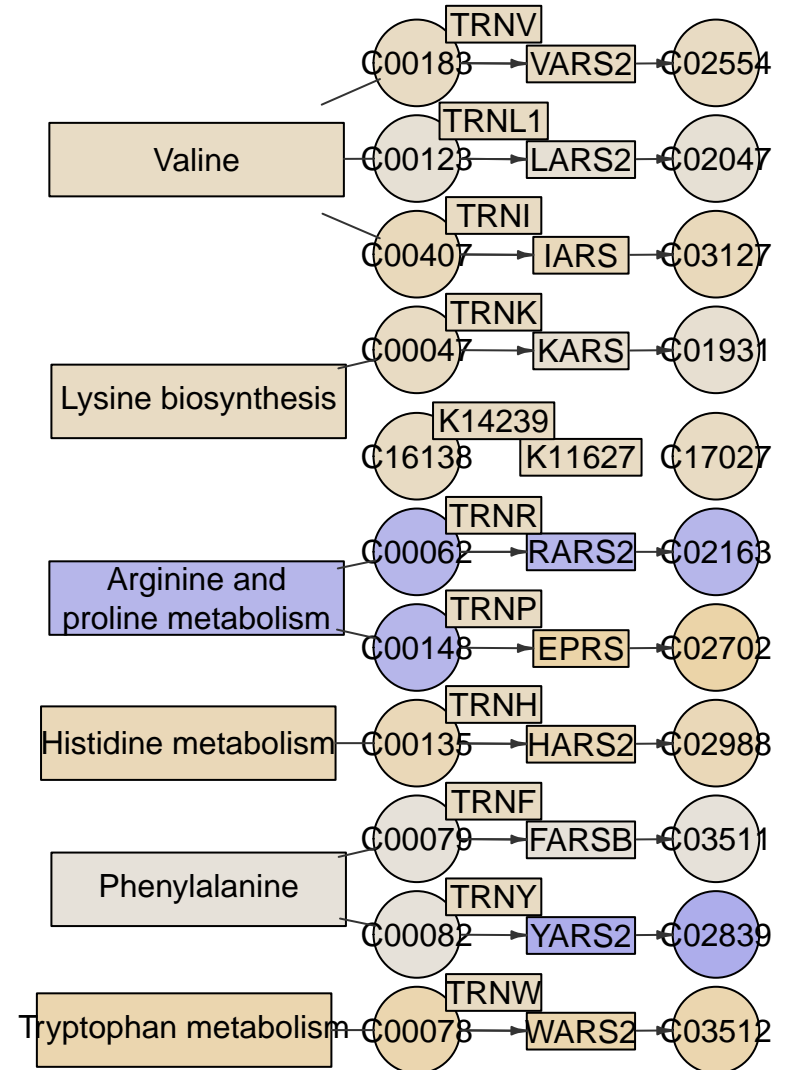 TRNV
C00183
VARS2
C02554
Valine
TRNL1
C00123
LARS2
C02047
TRNI
C00407
IARS
C03127
TRNK
C00047
KARS
C01931
Lysine biosynthesis
K14239
C16138
K11627
C17027
TRNR
C00062
RARS2
C02163
Arginine and
proline metabolism
TRNP
C00148
EPRS
C02702
TRNH
Histidine metabolism
C00135
HARS2
C02988
TRNF
C00079
FARSB
C03511
Phenylalanine
TRNY
C00082
YARS2
C02839
TRNW
Tryptophan metabolism
C00078
WARS2
C03512